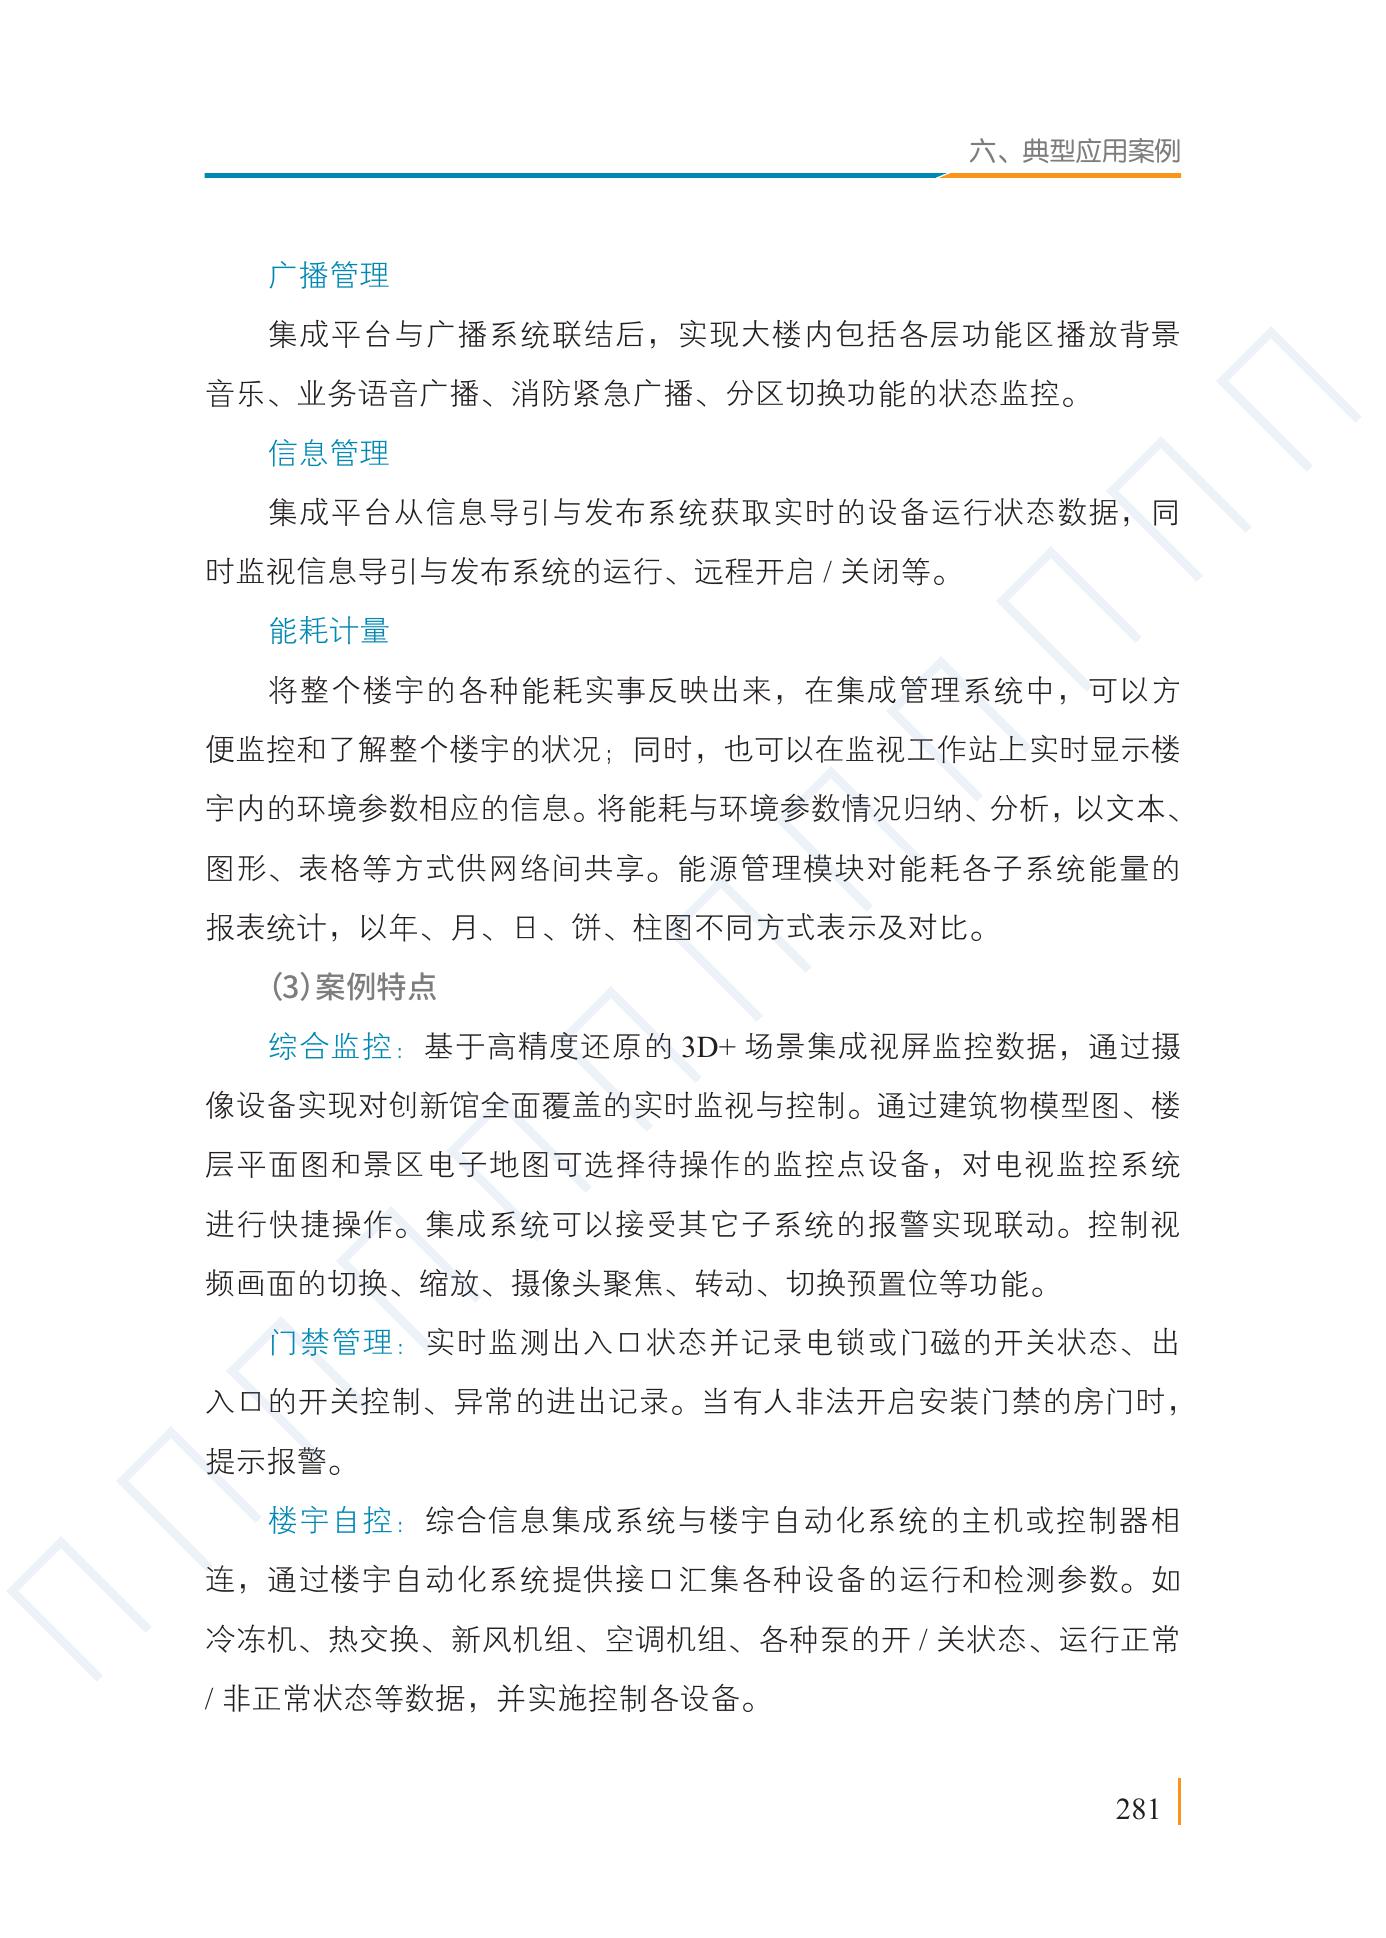 六、典型应用案例
广播管理
集成平台与广播系统联结后，实现大楼内包括各层功能区播放背景
音乐、业务语音广播、消防紧急广播、分区切换功能的状态监控。
信息管理
集成平台从信息导引与发布系统获取实时的设备运行状态数据，同
时监视信息导引与发布系统的运行、远程开启 / 关闭等。
能耗计量
将整个楼宇的各种能耗实事反映出来，在集成管理系统中，可以方
便监控和了解整个楼宇的状况；同时，也可以在监视工作站上实时显示楼
宇内的环境参数相应的信息。将能耗与环境参数情况归纳、分析，以文本、
图形、表格等方式供网络间共享。能源管理模块对能耗各子系统能量的
报表统计，以年、月、日、饼、柱图不同方式表示及对比。
（3）案例特点
综合监控：基于高精度还原的 3D+ 场景集成视屏监控数据，通过摄
像设备实现对创新馆全面覆盖的实时监视与控制。通过建筑物模型图、楼
层平面图和景区电子地图可选择待操作的监控点设备，对电视监控系统
进行快捷操作。集成系统可以接受其它子系统的报警实现联动。控制视
频画面的切换、缩放、摄像头聚焦、转动、切换预置位等功能。
门禁管理：实时监测出入口状态并记录电锁或门磁的开关状态、出
入口的开关控制、异常的进出记录。当有人非法开启安装门禁的房门时，
提示报警。
楼宇自控：综合信息集成系统与楼宇自动化系统的主机或控制器相
连，通过楼宇自动化系统提供接口汇集各种设备的运行和检测参数。如
冷冻机、热交换、新风机组、空调机组、各种泵的开 / 关状态、运行正常
/ 非正常状态等数据，并实施控制各设备。
281